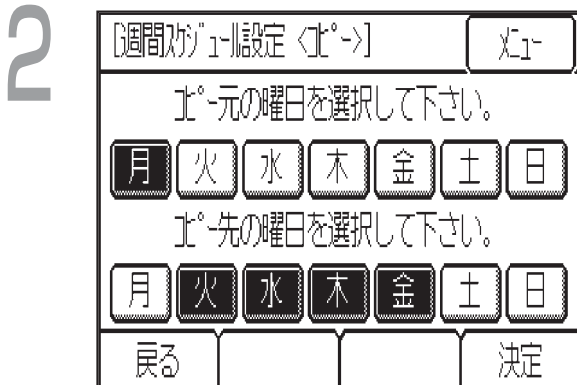 2
[週間ｽｹｼﾞｭｰﾙ設定 〈ｺﾋﾟｰ〉] ﾒﾆｭｰ
ｺﾋﾟｰ元の曜日を選択して下さい。
月 火 水 木 金 土 日
ｺﾋﾟｰ先の曜日を選択して下さい。
月 火 水 木 金 土 日
戻る 決定